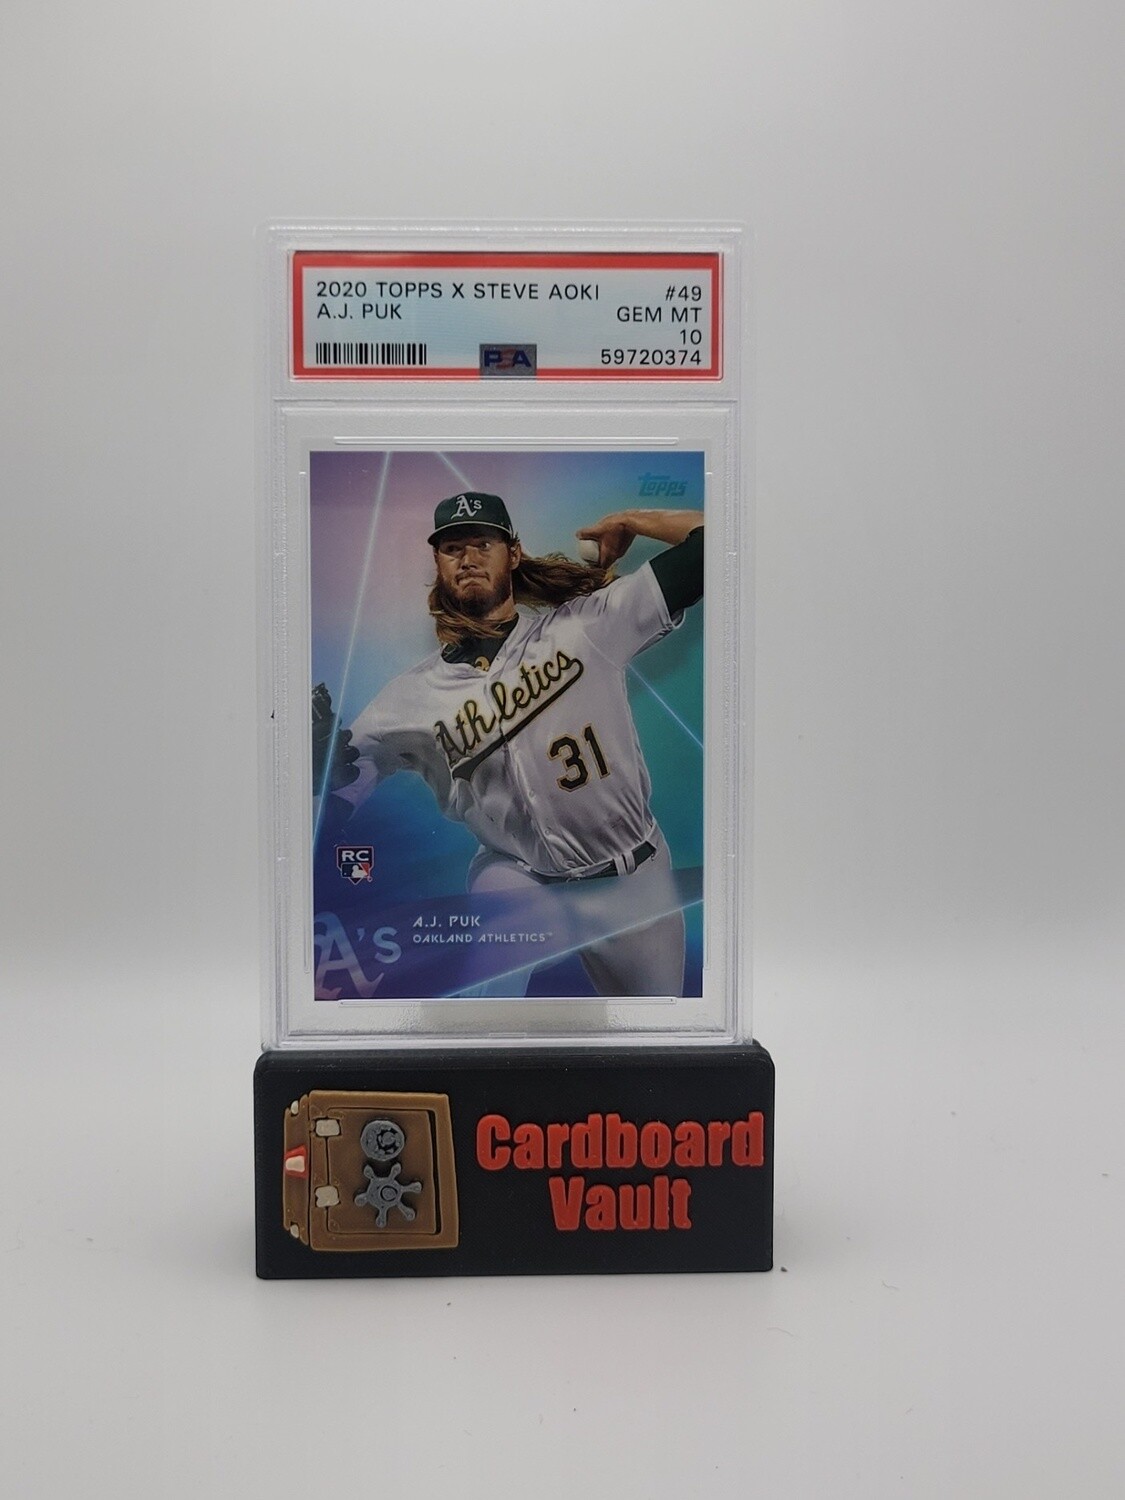 2020 TOPPS X STEVE AOKI #49
A.J. PUK GEM MT
10
PSA 59720374
topps
A's
Athletics
31
RC
A's
A.J. PUK
OAKLAND ATHLETICS™
Cardboard
Vault